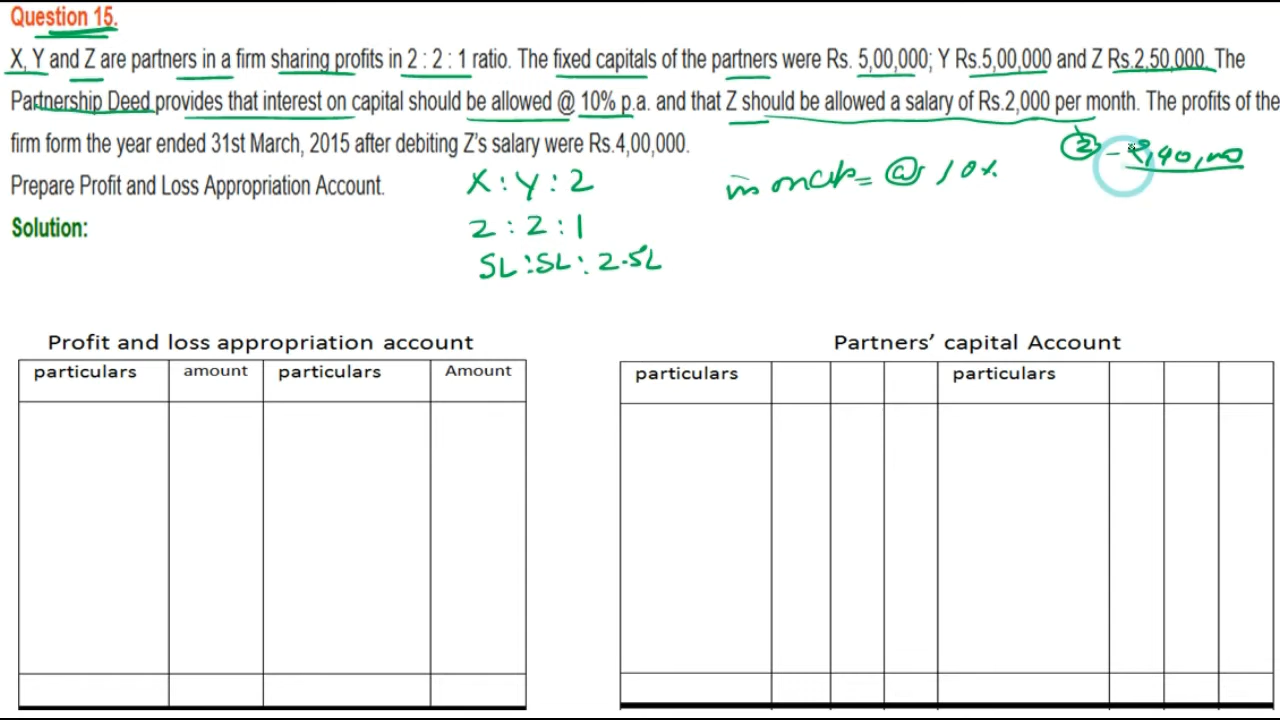 Question 15.
X, Y and Z are partners in a firm sharing profits in 2 : 2 : 1 ratio. The fixed capitals of the partners were Rs. 5,00,000; Y Rs.5,00,000 and Z Rs.2,50,000. The
Partnership Deed provides that interest on capital should be allowed @ 10% p.a. and that Z should be allowed a salary of Rs.2,000 per month. The profits of the
firm form the year ended 31st March, 2015 after debiting Z's salary were Rs.4,00,000.
Prepare Profit and Loss Appropriation Account.
Solution:
X : Y : Z
2 : 2 : 1
5L : 5L : 2.5L
@ 10%
Profit and loss appropriation account
particulars amount particulars Amount
Partners' capital Account
particulars particulars